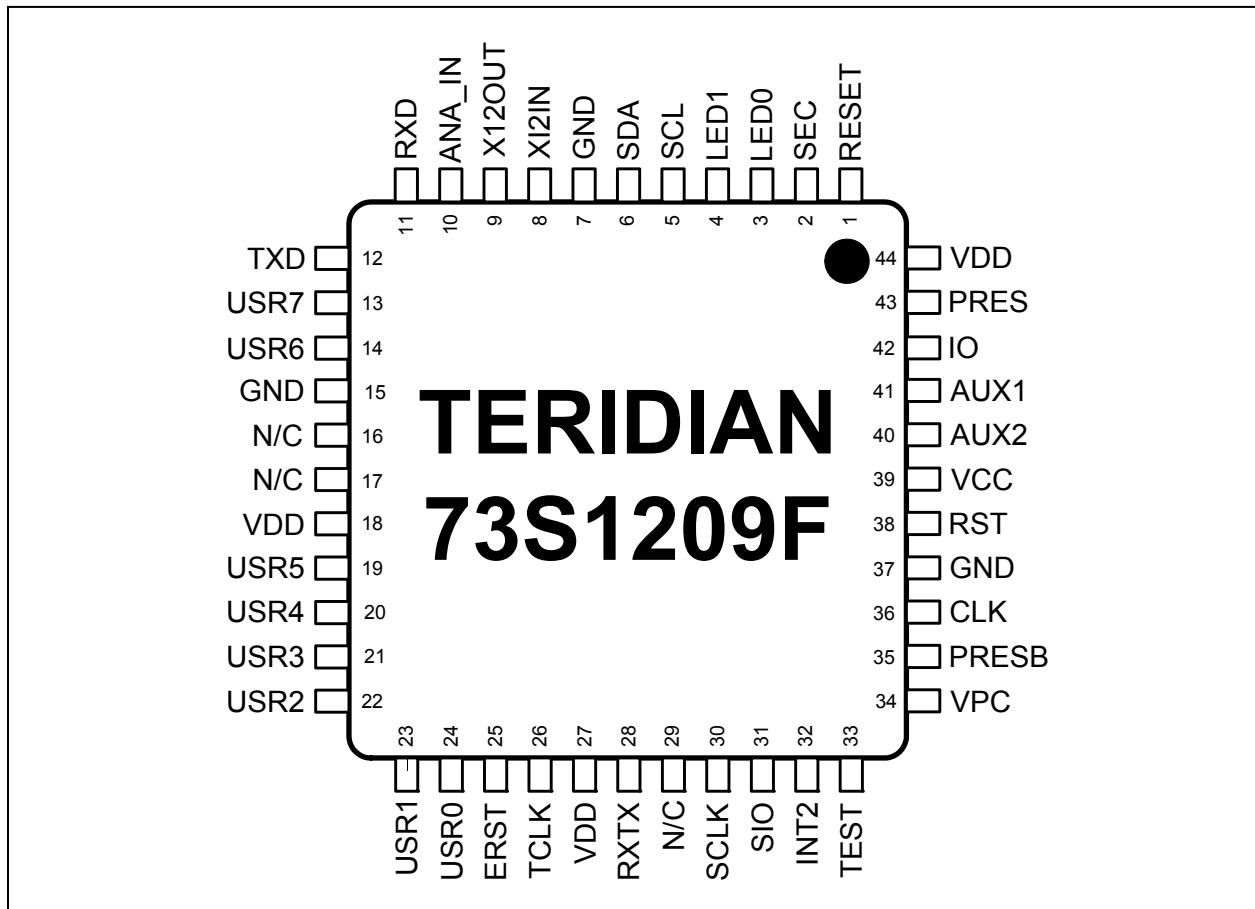 RXD
ANA_IN
X12OUT
XI2IN
GND
SDA
SCL
LED1
LED0
SEC
RESET
11
10
9
8
7
6
5
4
3
2
1
TXD 12
USR7 13
USR6 14
GND 15
N/C 16
N/C 17
VDD 18
USR5 19
USR4 20
USR3 21
USR2 22
TERIDIAN
73S1209F
44 VDD
43 PRES
42 IO
41 AUX1
40 AUX2
39 VCC
38 RST
37 GND
36 CLK
35 PRESB
34 VPC
23
24
25
26
27
28
29
30
31
32
33
USR1
USR0
ERST
TCLK
VDD
RXTX
N/C
SCLK
SIO
INT2
TEST